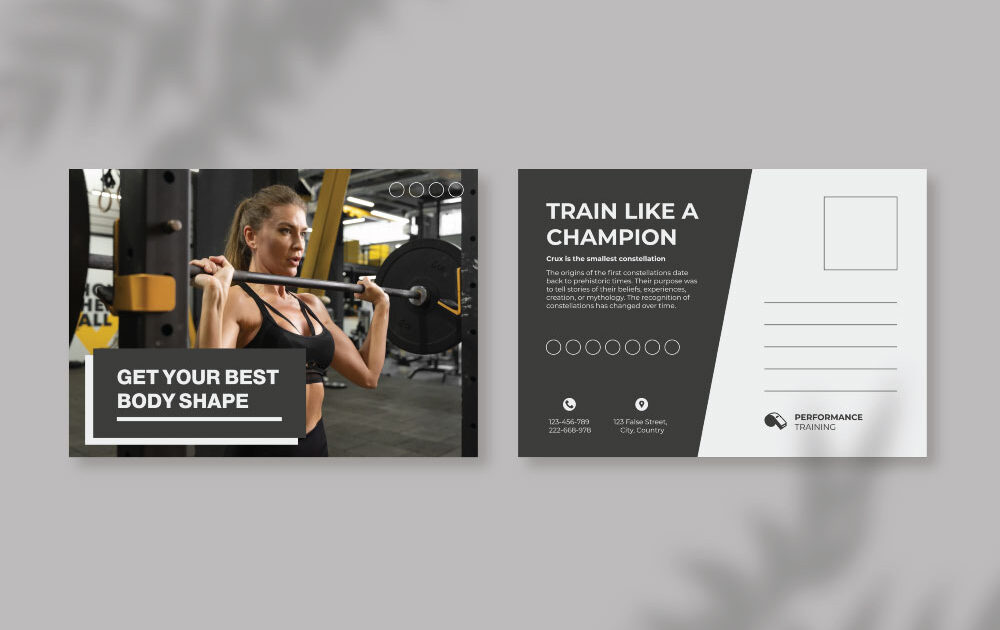 HE
ALL
GET YOUR BEST
BODY SHAPE
TRAIN LIKE A
CHAMPION
Crux is the smallest constellation
The origins of the first constellations date
back to prehistoric times. Their purpose was
to tell stories of their beliefs, experiences,
creation, or mythology. The recognition of
constellations has changed over time.
123-456-789
222-668-978
123 False Street,
City, Country
PERFORMANCE
TRAINING